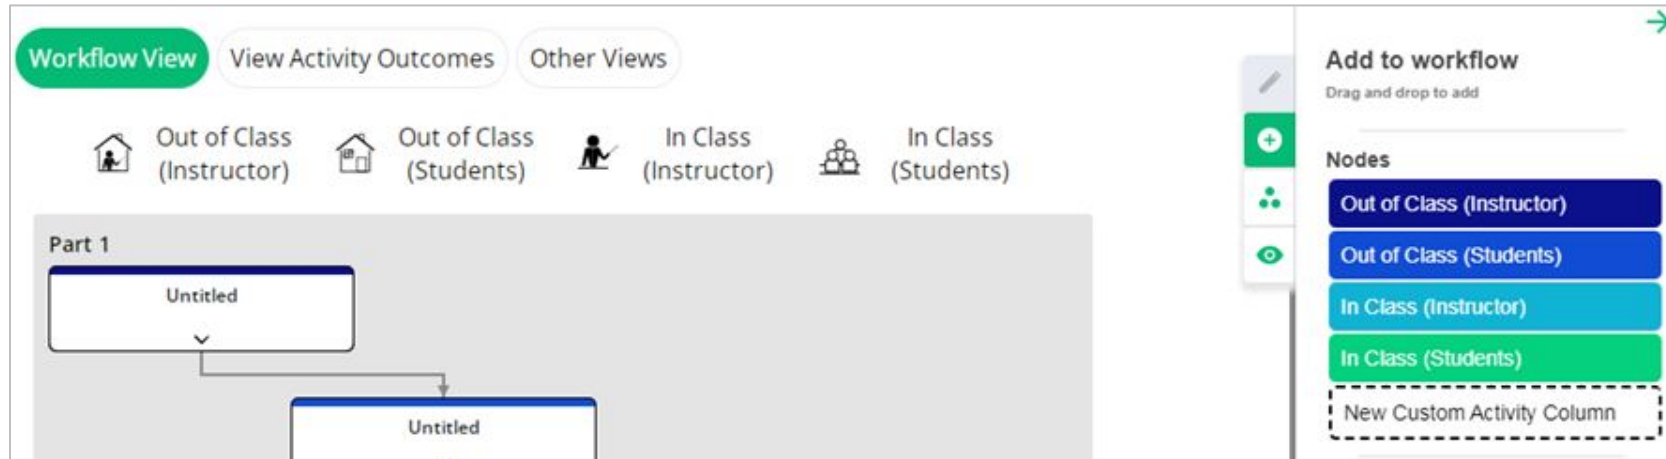 Workflow View
View Activity Outcomes
Other Views
Out of Class
(Instructor)
Out of Class
(Students)
In Class
(Instructor)
In Class
(Students)
Part 1
Untitled
Untitled
Add to workflow
Drag and drop to add
Nodes
Out of Class (Instructor)
Out of Class (Students)
In Class (Instructor)
In Class (Students)
New Custom Activity Column